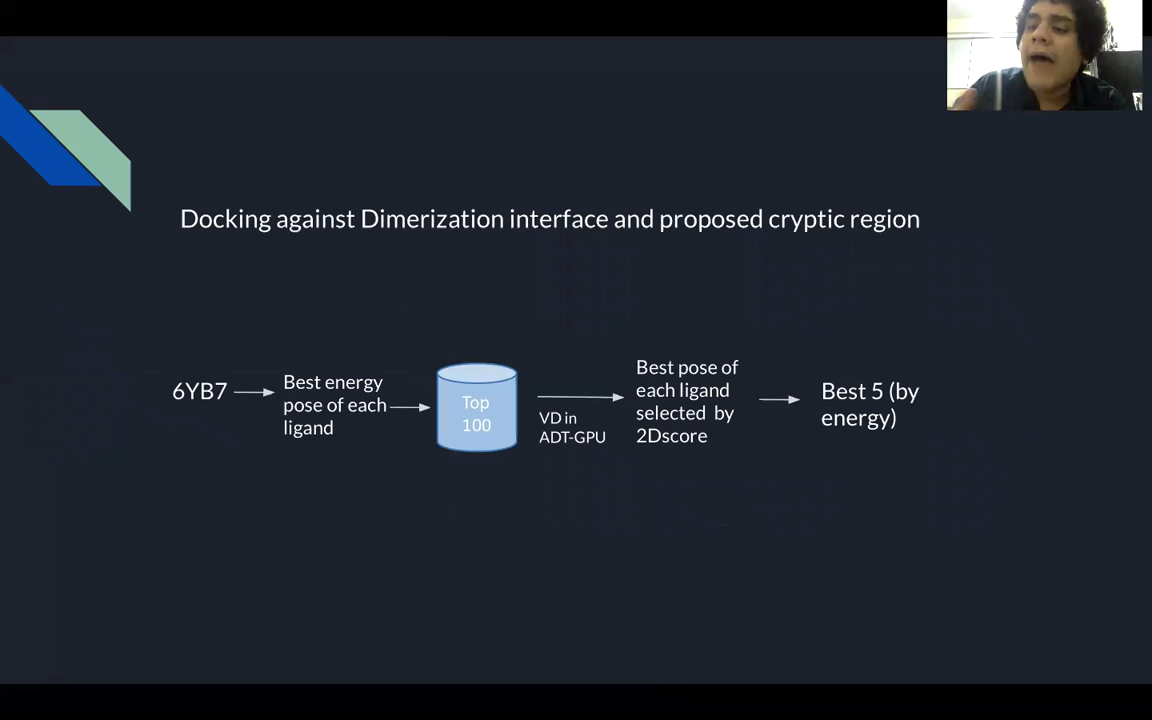 Docking against Dimerization interface and proposed cryptic region
6YB7
Best energy
pose of each
ligand
Top
100
VD in
ADT-GPU
Best pose of
each ligand
selected by
2Dscore
Best 5 (by
energy)